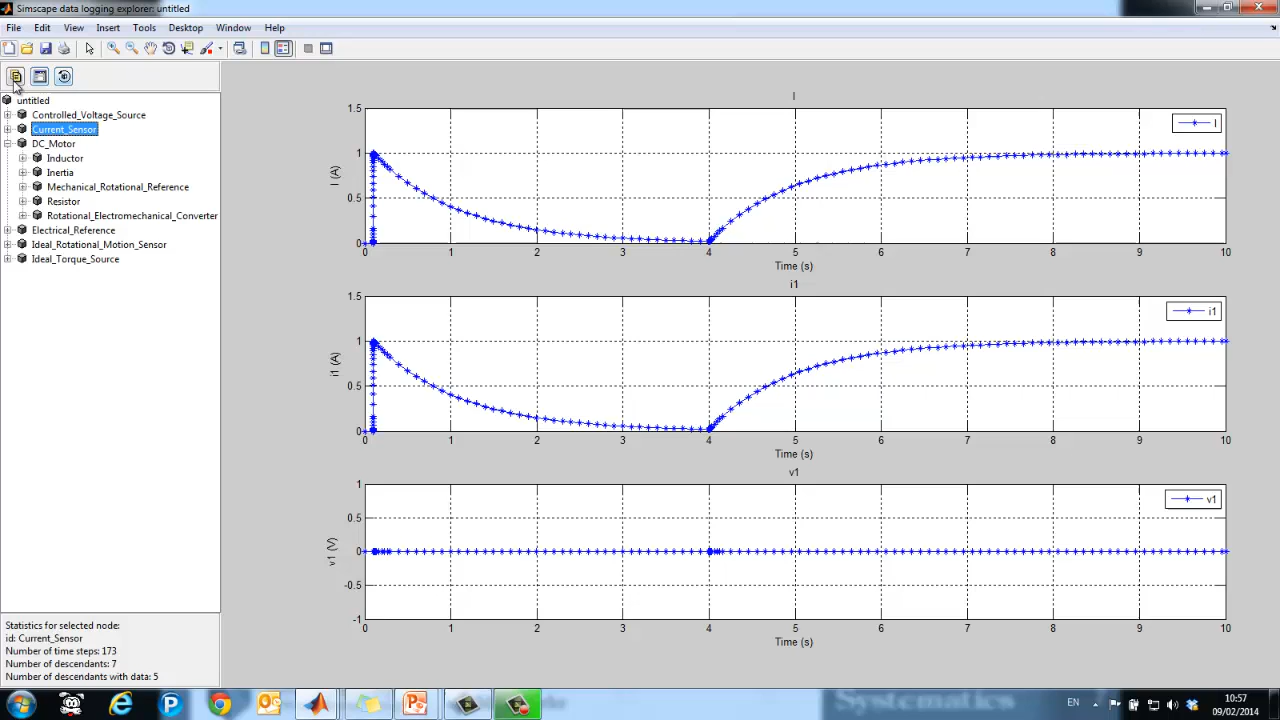 Simscape data logging explorer: untitled
File Edit View Insert Tools Desktop Window Help
untitled
Controlled_Voltage_Source
Current_Sensor
DC_Motor
Inductor
Inertia
Mechanical_Rotational_Reference
Resistor
Rotational_Electromechanical_Converter
Electrical_Reference
Ideal_Rotational_Motion_Sensor
Ideal_Torque_Source
Statistics for selected node:
id: Current_Sensor
Number of time steps: 173
Number of descendants: 7
Number of descendants with data: 5
I
1.5
1
0.5
0
I (A)
I
0 1 2 3 4 5 6 7 8 9 10
Time (s)
i1
1.5
1
0.5
0
i1 (A)
i1
0 1 2 3 4 5 6 7 8 9 10
Time (s)
v1
1
0.5
0
-0.5
-1
v1 (V)
v1
0 1 2 3 4 5 6 7 8 9 10
Time (s)
Systematics
EN
10:57
09/02/2014